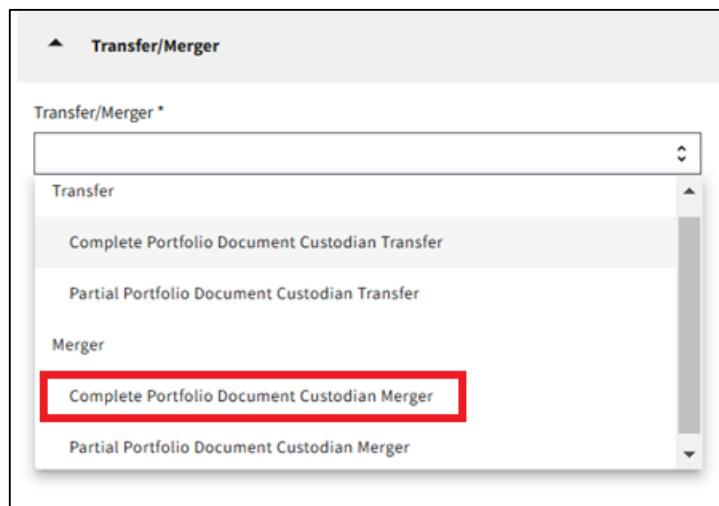 Transfer/Merger
Transfer/Merger *
Transfer
Complete Portfolio Document Custodian Transfer
Partial Portfolio Document Custodian Transfer
Merger
Complete Portfolio Document Custodian Merger
Partial Portfolio Document Custodian Merger